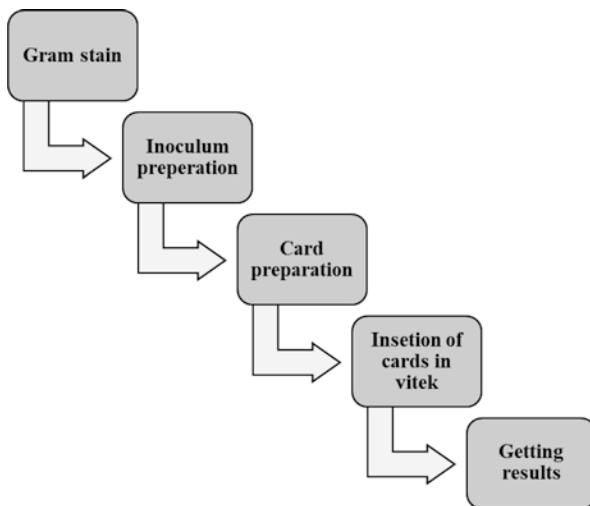 Gram stain
Inoculum
preperation
Card
preparation
Insetion of
cards in
vitek
Getting
results